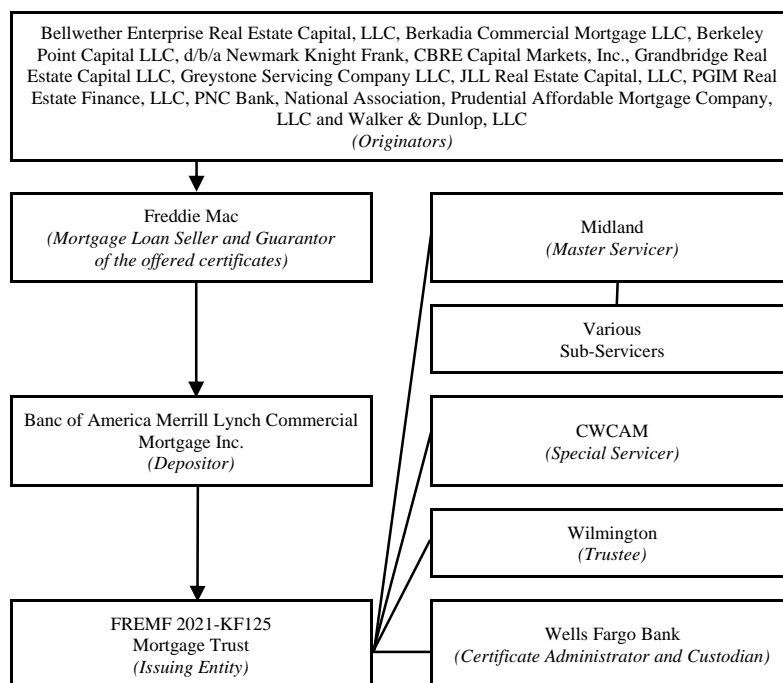 Bellwether Enterprise Real Estate Capital, LLC, Berkadia Commercial Mortgage LLC, Berkeley
Point Capital LLC, d/b/a Newmark Knight Frank, CBRE Capital Markets, Inc., Grandbridge Real
Estate Capital LLC, Greystone Servicing Company LLC, JLL Real Estate Capital, LLC, PGIM Real
Estate Finance, LLC, PNC Bank, National Association, Prudential Affordable Mortgage Company,
LLC and Walker & Dunlop, LLC
(Originators)
Freddie Mac
(Mortgage Loan Seller and Guarantor
of the offered certificates)
Midland
(Master Servicer)
Various
Sub-Servicers
Banc of America Merrill Lynch Commercial
Mortgage Inc.
(Depositor)
CWCAM
(Special Servicer)
Wilmington
(Trustee)
FREMF 2021-KF125
Mortgage Trust
(Issuing Entity)
Wells Fargo Bank
(Certificate Administrator and Custodian)